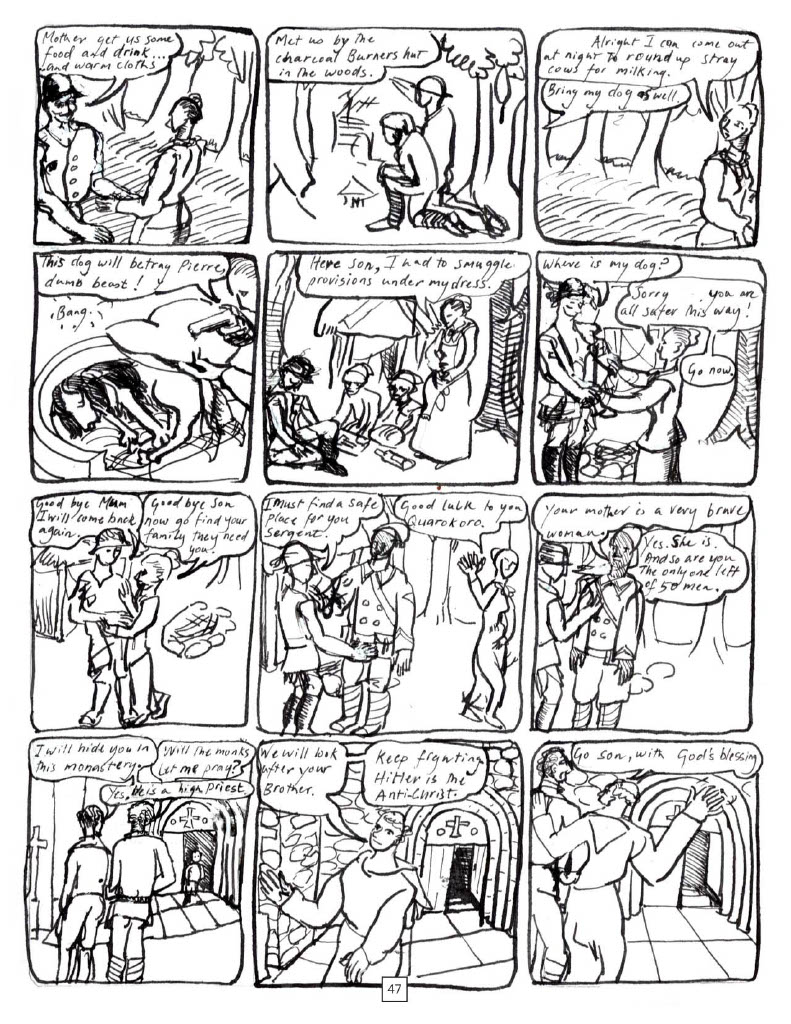 Mother get us some
food and drink...
and warm cloths
Met us by the
charcoal Burners hut
in the woods.
Alright I can come out
at night to round up stray
cows for milking.
Bring my dog as well
This dog will betray Pierre,
dumb beast!
Bang.
Here son, I had to smuggle
provisions under my dress.
Where is my dog?
Sorry you are
all safer this way!
Go now.
Good bye Mum
I will come back
again.
Good bye Son
now go find your
family they need
you.
I must find a safe
place for you
Sergent.
Good luck to you
Quarokoro.
Your mother is a very brave
woman.
Yes. She is.
And so are you
The only one left
of 50 men.
I will hide you in
this monastery.
Will the monks
let me pray?
Yes, He is a high priest
We will look
after your
Brother.
Keep fighting
Hitler is the
Anti-Christ.
Go son, with God's blessing
47